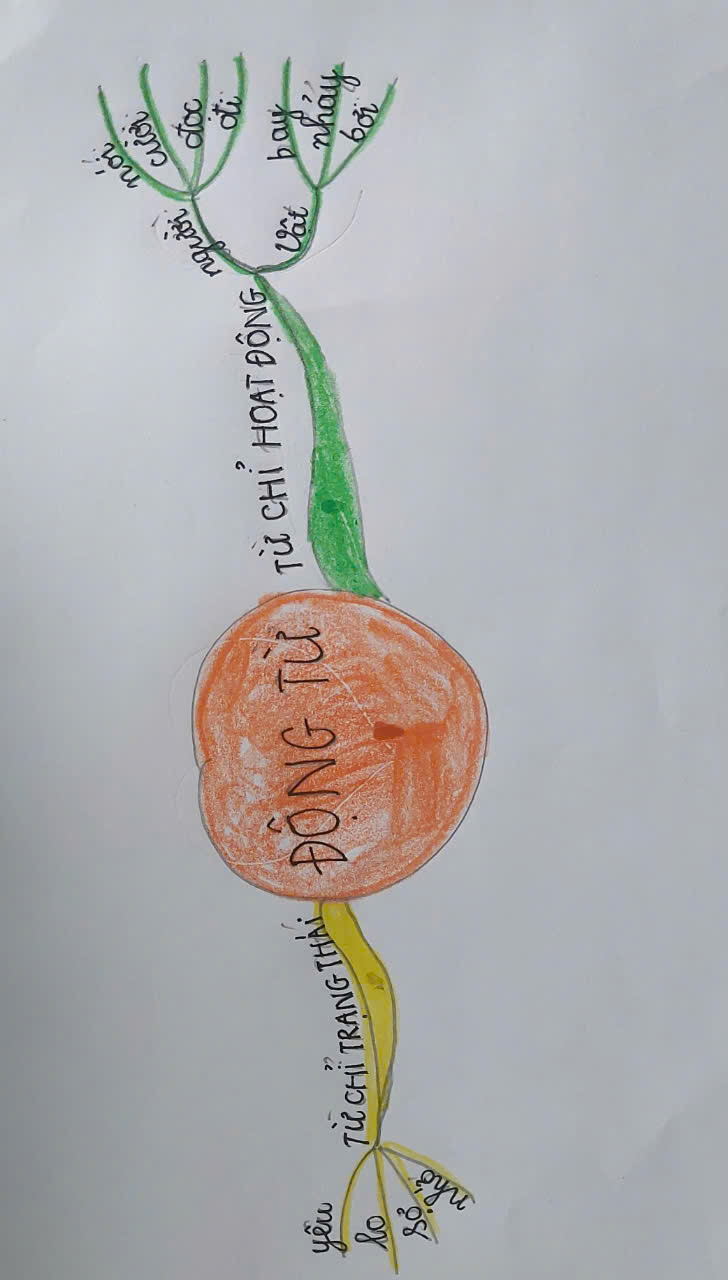 ĐỘNG TỪ
TỪ CHỈ HOẠT ĐỘNG
người
nói
cười
đọc
đi
Vật
bay
nhảy
bơi
TỪ CHỈ TRẠNG THÁI
yêu
lo
sợ
nhớ